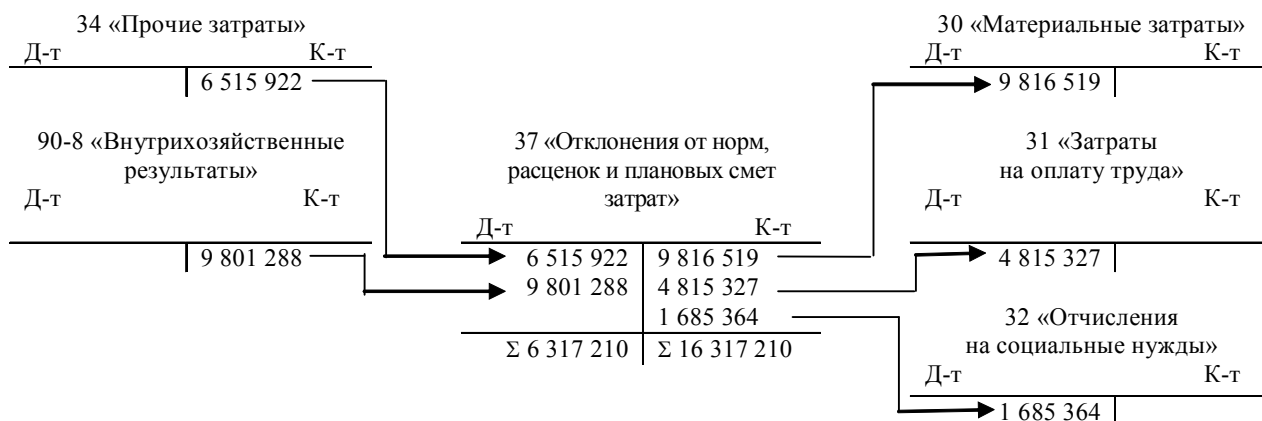 34 «Прочие затраты»
Д-т К-т
6 515 922
90-8 «Внутрихозяйственные
результаты»
Д-т К-т
9 801 288
37 «Отклонения от норм,
расценок и плановых смет
затрат»
Д-т К-т
6 515 922 9 816 519
9 801 288 4 815 327
1 685 364
Σ 6 317 210 Σ 16 317 210
30 «Материальные затраты»
Д-т К-т
9 816 519
31 «Затраты
на оплату труда»
Д-т К-т
4 815 327
32 «Отчисления
на социальные нужды»
Д-т К-т
1 685 364